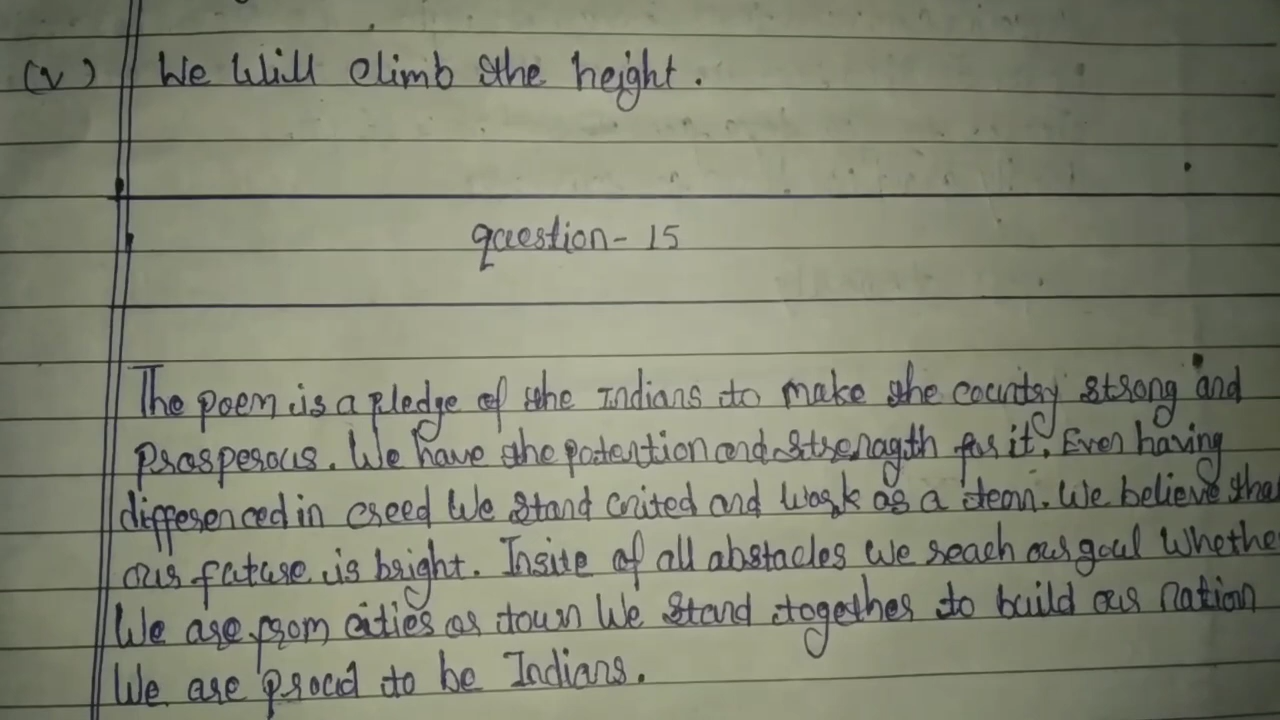 (V) We Will climb the height.
question - 15
The poem is a pledge of the Indians to make the country strong and
prosperous. We have the potention and strenagth for it. Even having
differenced in creed We stand united and work as a team. We believe tha
our future is bright. Insite of all abstacles We reach our goal Whethe
We are from cities or town We stand together to build our nation
We are proud to be Indians.